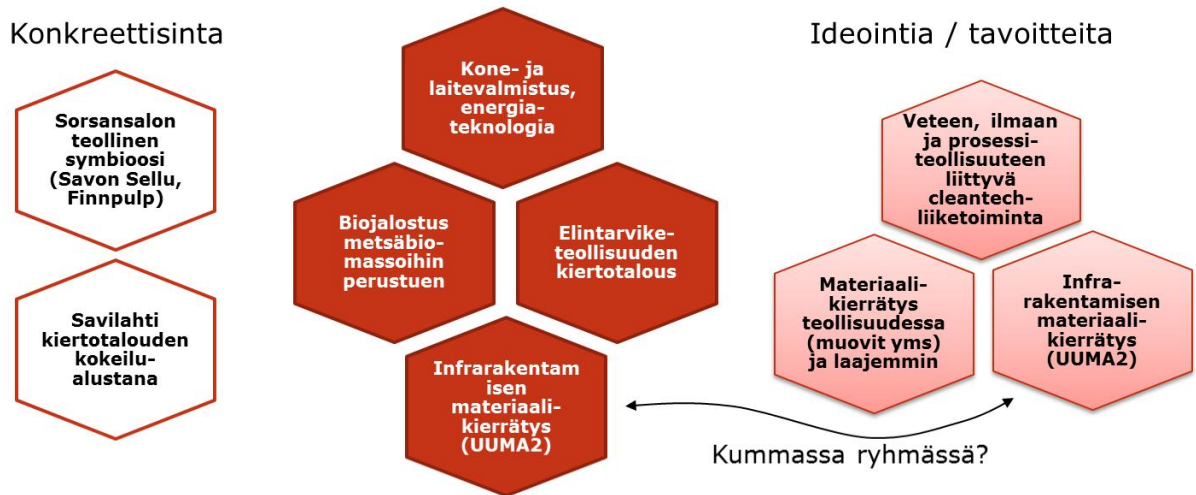 Konkreettisinta
Sorsansalon
teollinen
symbioosi
(Savon Sellu,
Finnpulp)
Savilahti
kiertotalouden
kokeilu-
alustana
Kone- ja
laitevalmistus,
energia-
teknologia
Biojalostus
metsäbio-
massoihin
perustuen
Elintarvike-
teollisuuden
kiertotalous
Infrarakentam
isen
materiaali-
kierrätys
(UUMA2)
Ideointia / tavoitteita
Veteen, ilmaan
ja prosessi-
teollisuuteen
liittyvä
cleantech-
liiketoiminta
Materiaali-
kierrätys
teollisuudessa
(muovit yms)
ja laajemmin
Infra-
rakentamisen
materiaali-
kierrätys
(UUMA2)
Kummassa ryhmässä?